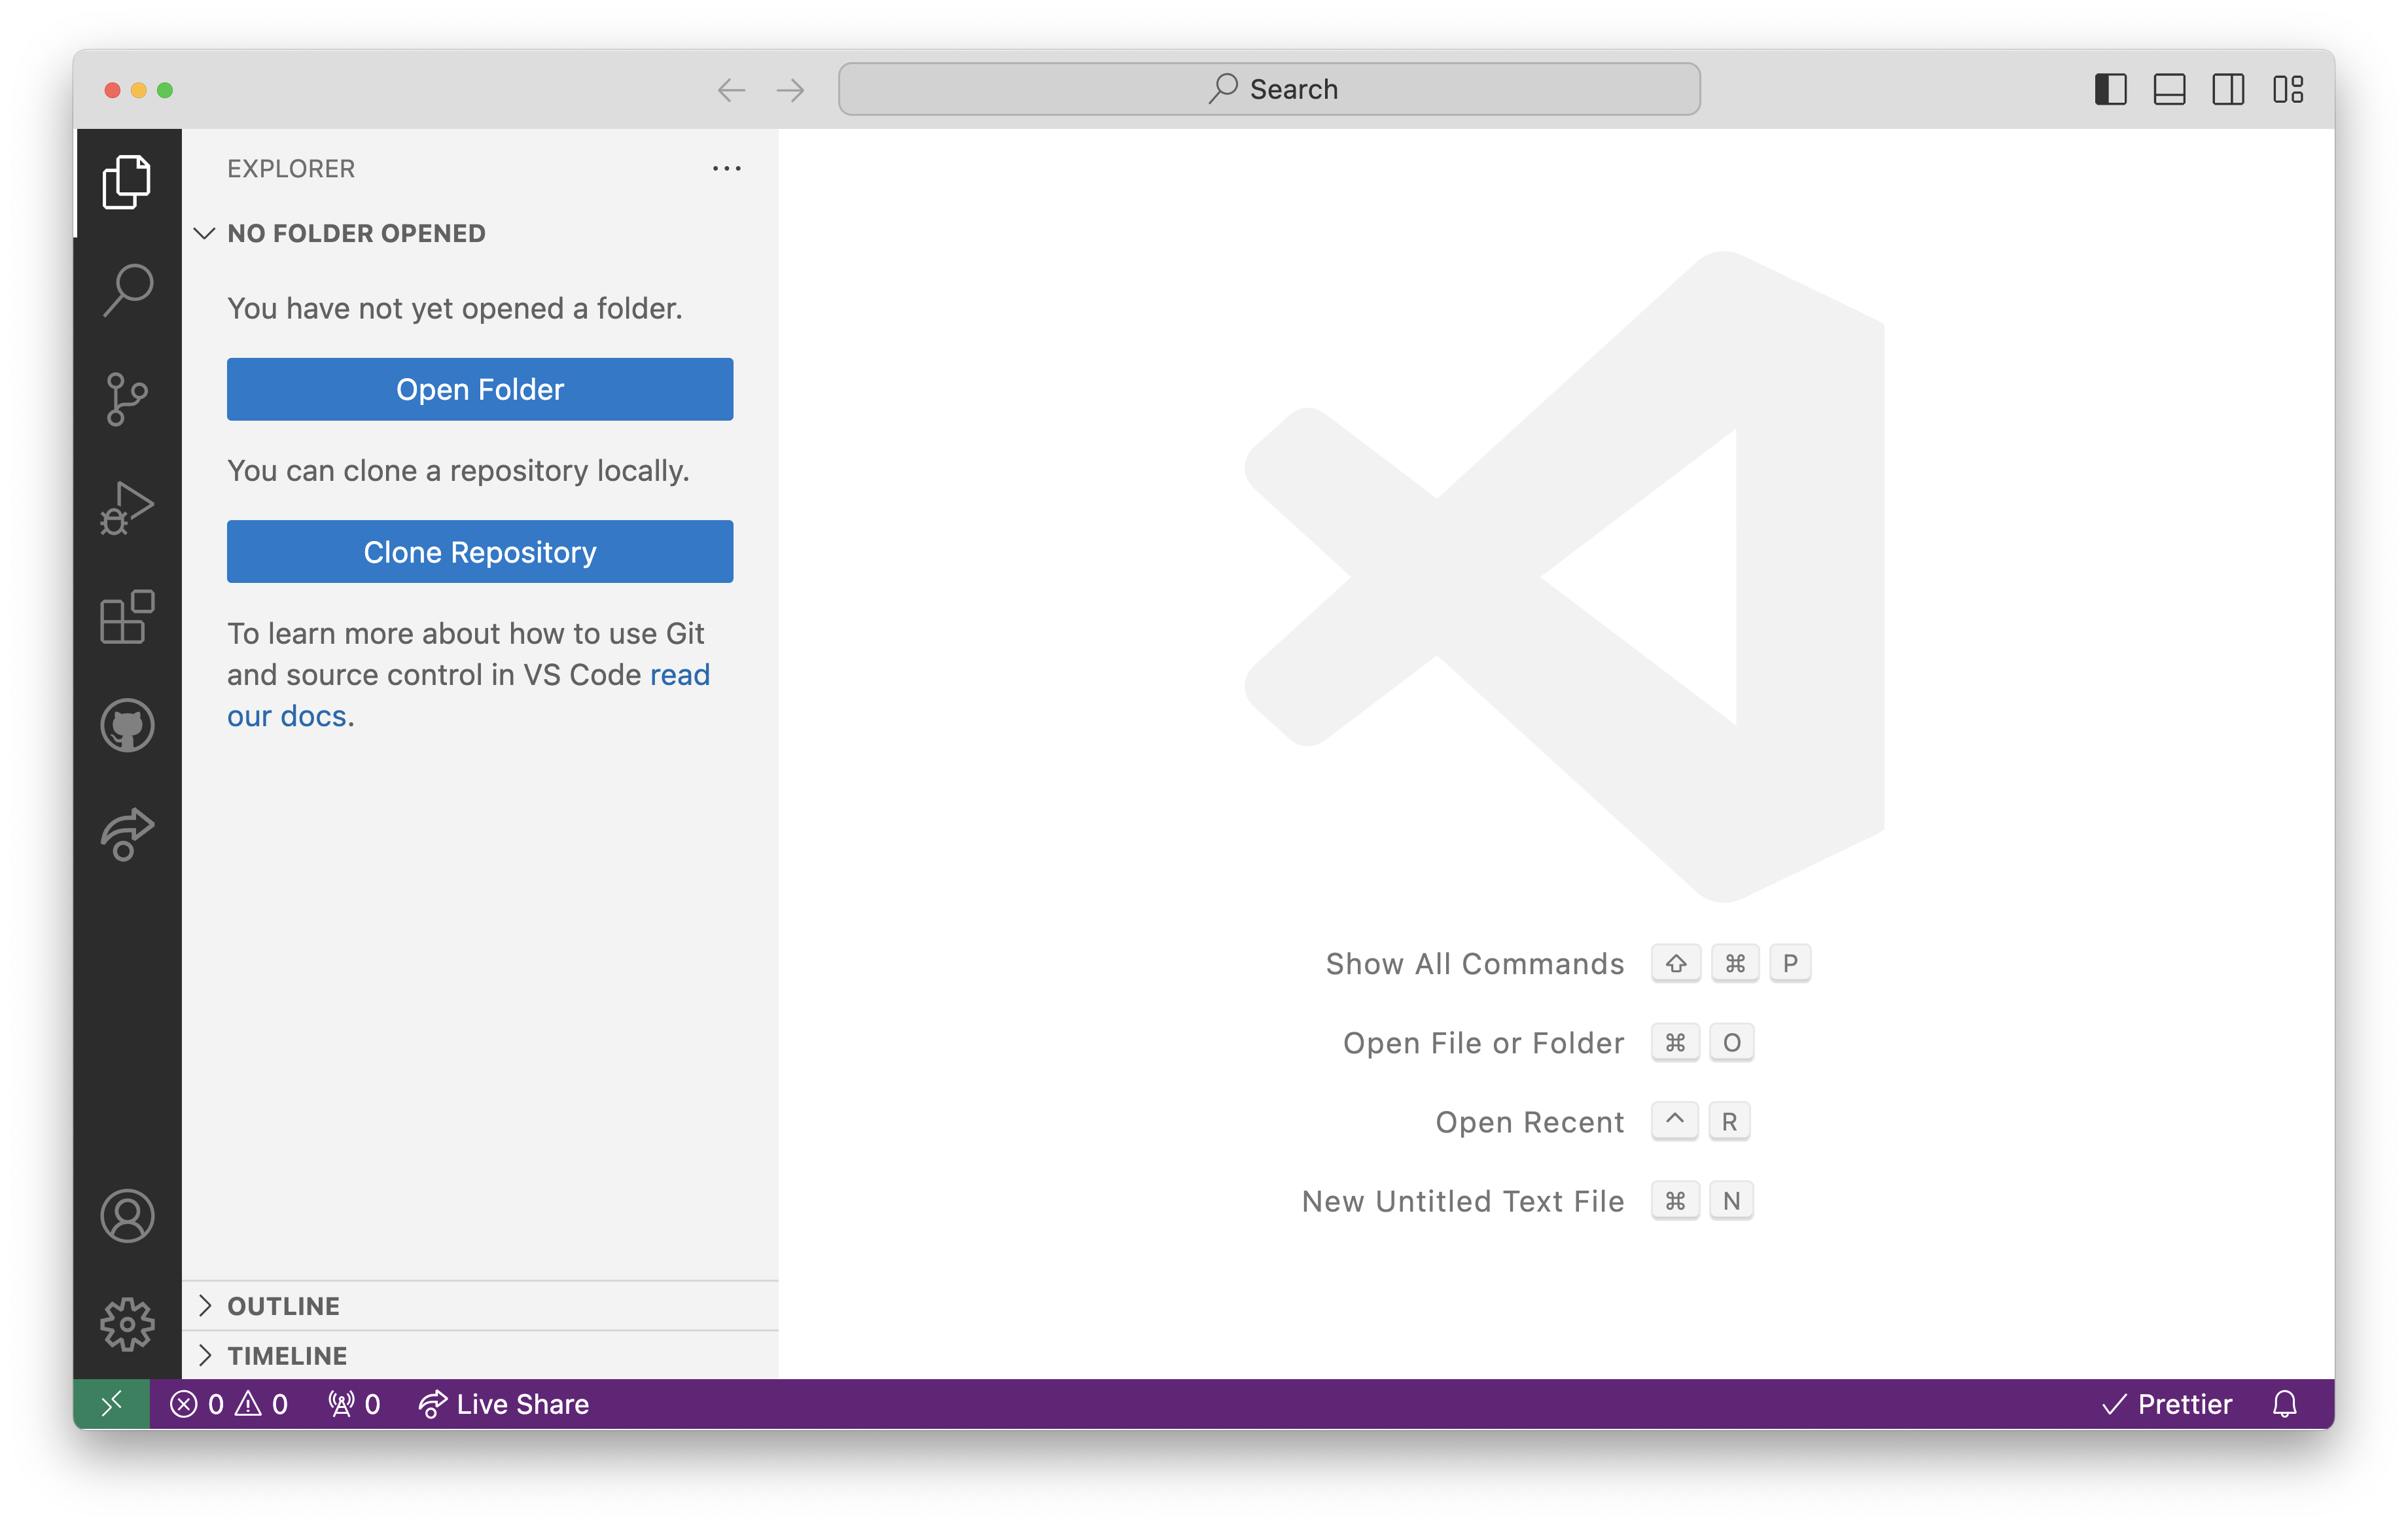 Search
EXPLORER
NO FOLDER OPENED
You have not yet opened a folder.
Open Folder
You can clone a repository locally.
Clone Repository
To learn more about how to use Git
and source control in VS Code read
our docs.
Show All Commands ⇧ ⌘ P
Open File or Folder ⌘ O
Open Recent ^ R
New Untitled Text File ⌘ N
OUTLINE
TIMELINE
0 0 0 Live Share Prettier